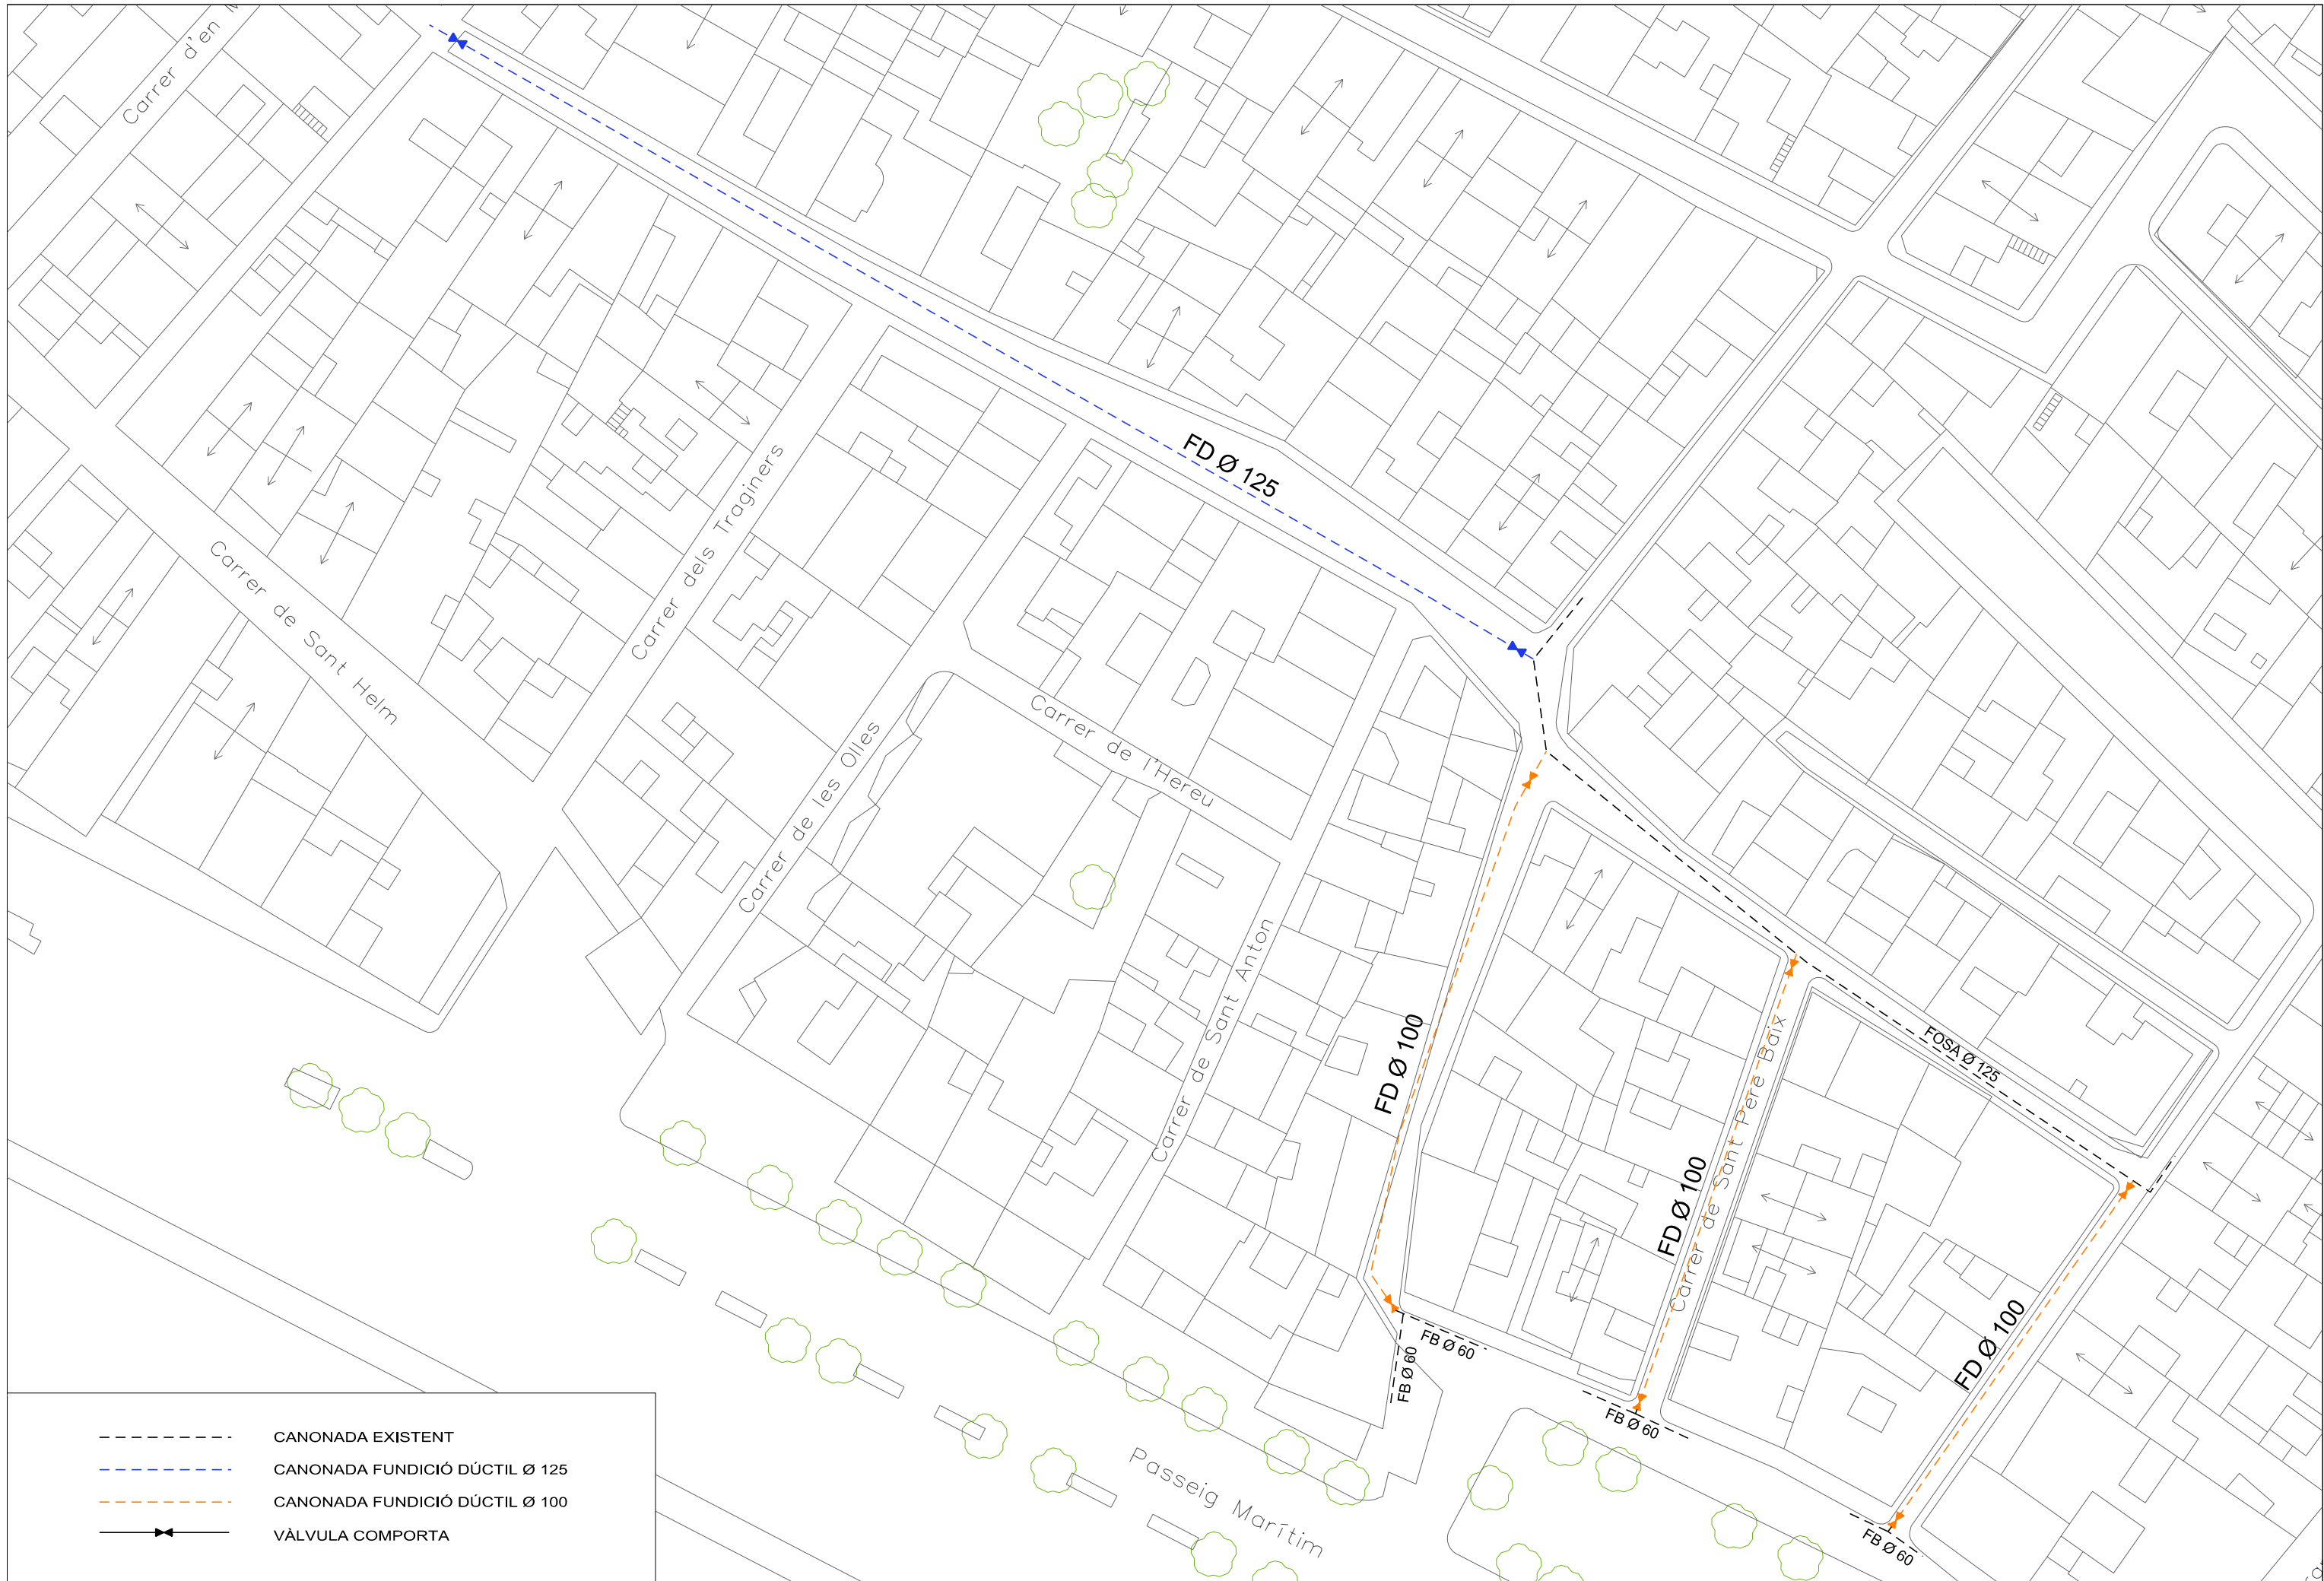 Carrer d'en
FD Ø 125
Carrer dels Traginers
Carrer de Sant Helm
Carrer de l'Hereu
Carrer de les Olles
Carrer de Sant Anton
FD Ø 100
Carrer de Sant Pere Baix
FOSA Ø 125
FD Ø 100
FD Ø 100
FB Ø 60
FB Ø 60
FB Ø 60
FB Ø 60
Passeig Marítim
CANONADA EXISTENT
CANONADA FUNDICIÓ DÚCTIL Ø 125
CANONADA FUNDICIÓ DÚCTIL Ø 100
VÀLVULA COMPORTA